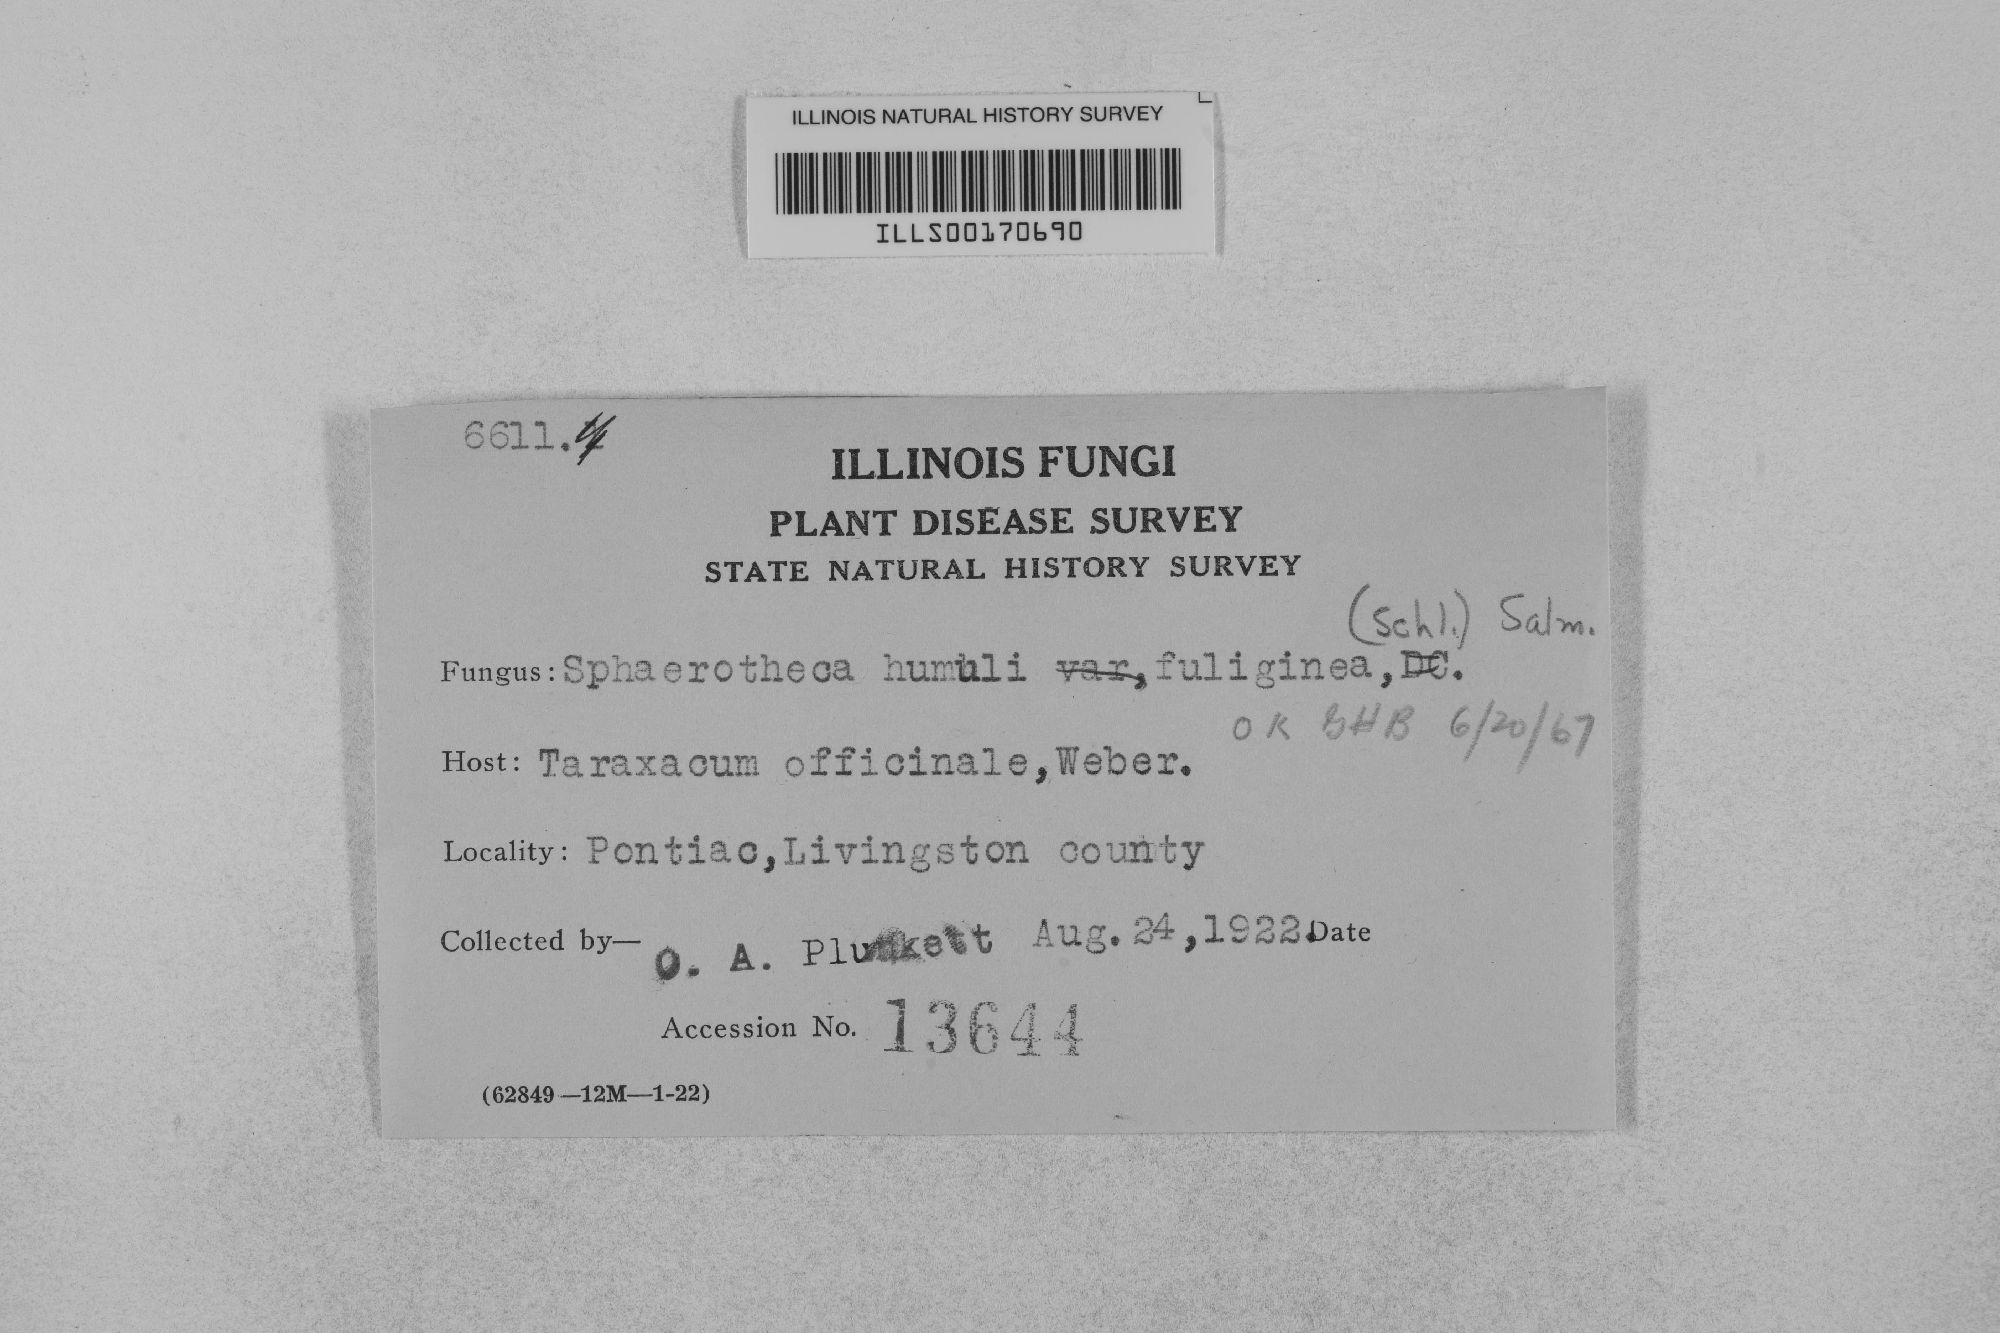 ILLINOIS NATURAL HISTORY SURVEY
ILLS00170690
6611.4
ILLINOIS FUNGI
PLANT DISEASE SURVEY
STATE NATURAL HISTORY SURVEY
(Schl.) Salm.
Fungus: Sphaerotheca humuli var, fuliginea, DC.
OK GHB 6/20/67
Host: Taraxacum officinale, Weber.
Locality: Pontiac, Livingston county
Collected by— O. A. Plunkett Aug. 24, 1922. Date
Accession No. 13644
(62849—12M—1-22)